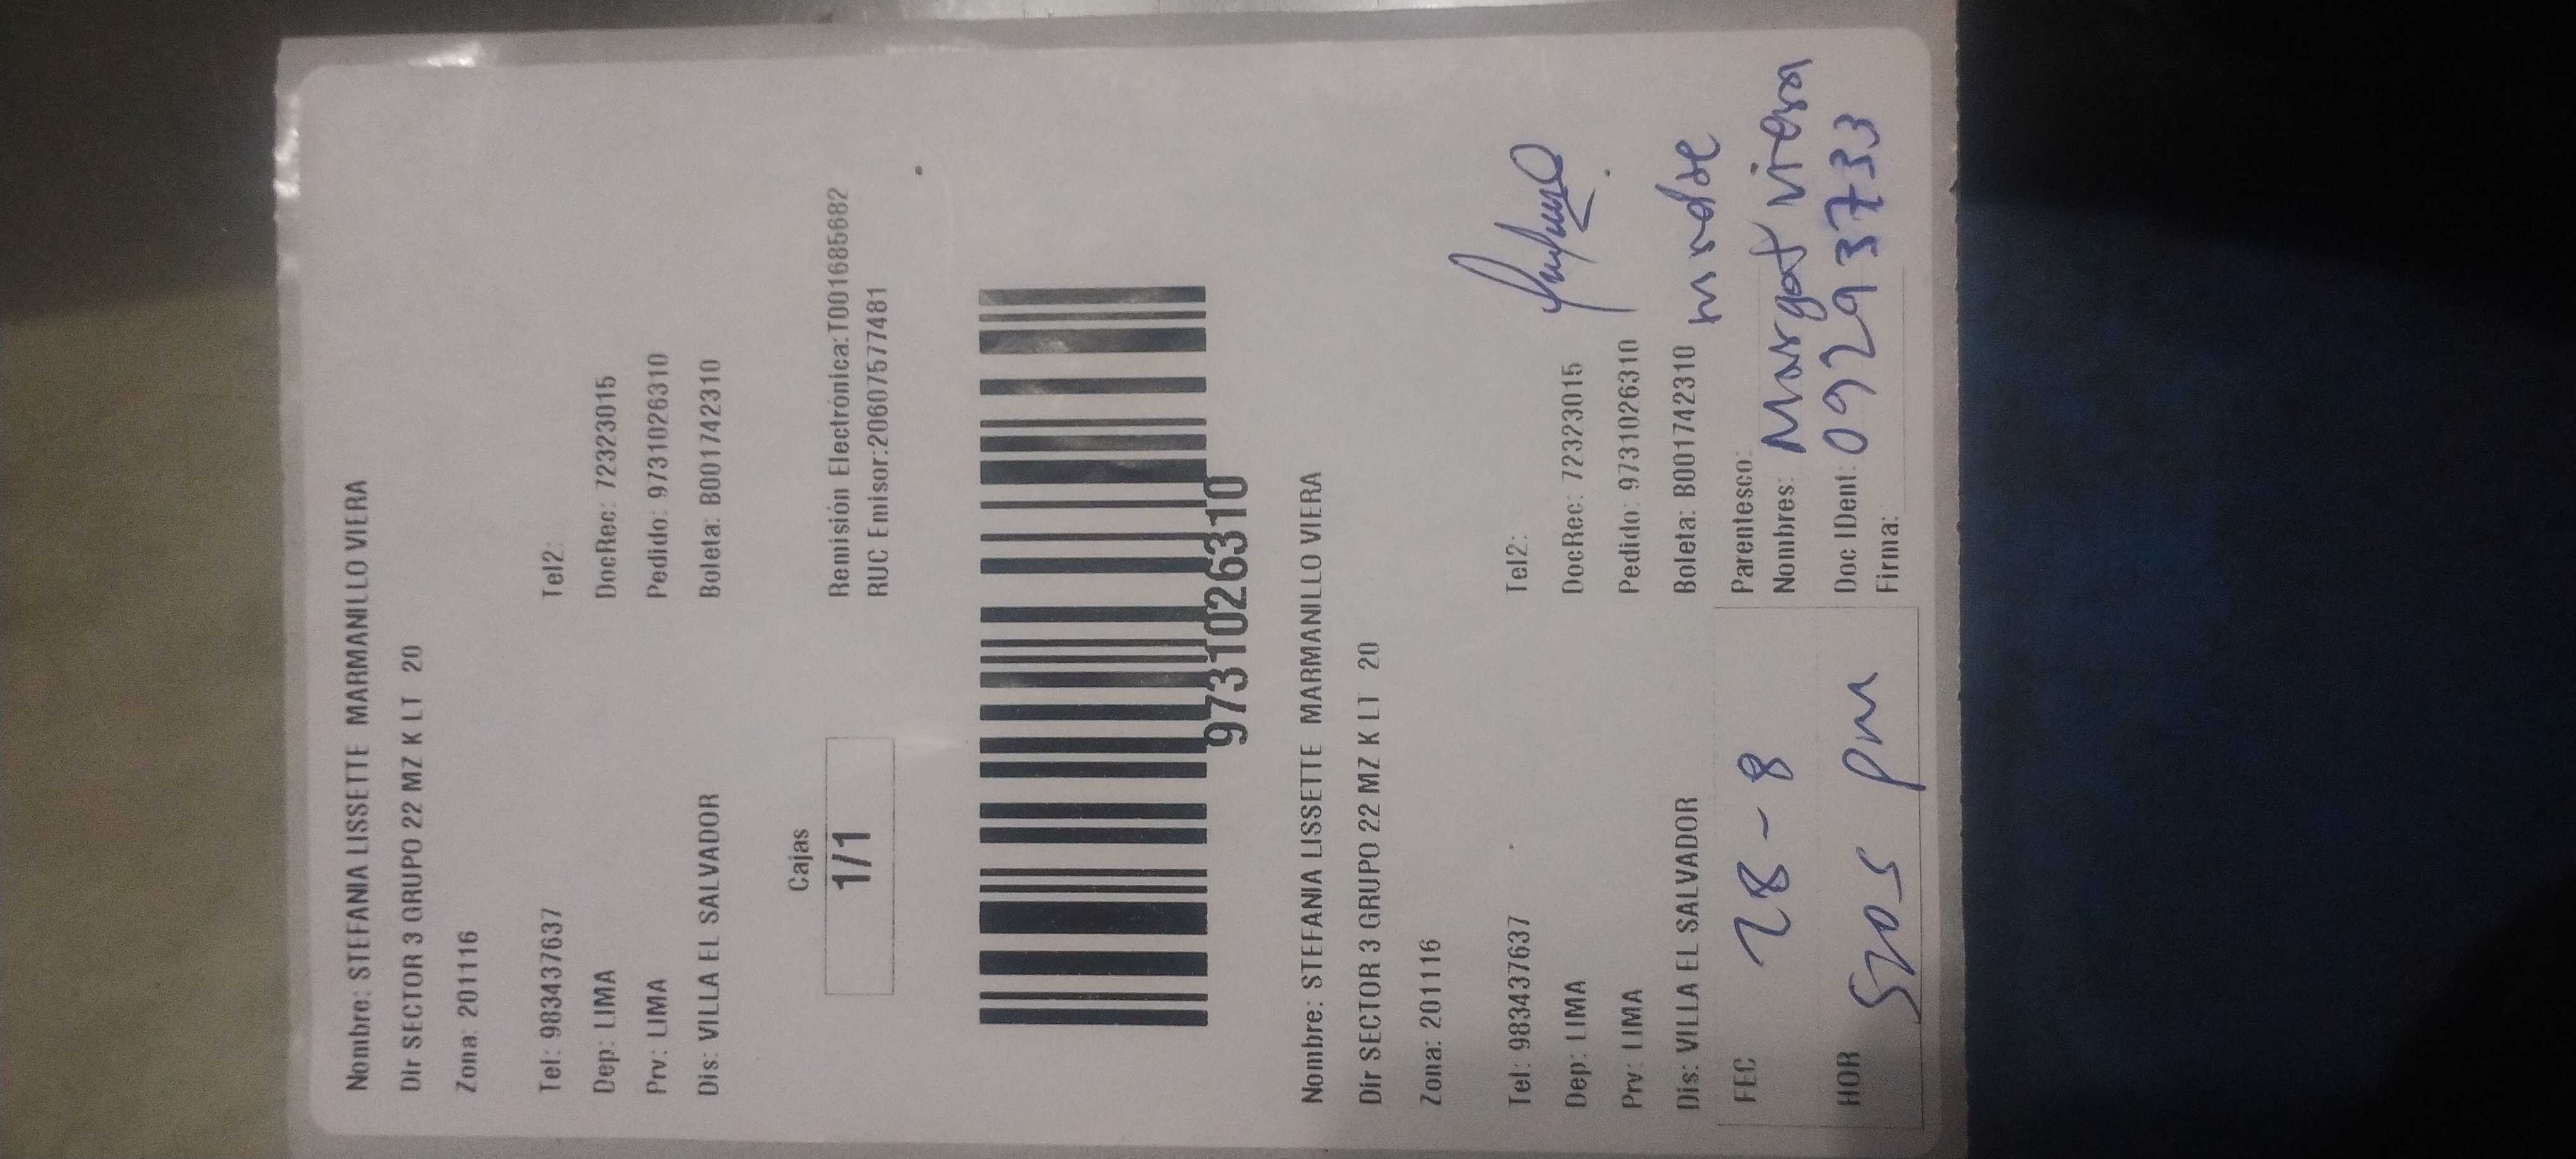 Nombre: STEFANIA LISSETTE MARMANILLO VIERA
Dir SECTOR 3 GRUPO 22 MZ K LT 20
Zona: 201116
Tel: 983437637 Tel2:
Dep: LIMA DocRec: 72323015
Prv: LIMA Pedido: 9731026310
Dis: VILLA EL SALVADOR Boleta: B001742310
Cajas
1/1
Remisión Electrónica:T001685682
RUC Emisor:20607577481
9731026310
Nombre: STEFANIA LISSETTE MARMANILLO VIERA
Dir SECTOR 3 GRUPO 22 MZ K LT 20
Zona: 201116
Tel: 983437637 Tel2:
Dep: LIMA DocRec: 72323015
Prv: LIMA Pedido: 9731026310
Dis: VILLA EL SALVADOR Boleta: B001742310
FEC 28-8
HOR 505 pm
Parentesco:
Nombres: Margot viera
Doc IDent: 092937733
Firma: